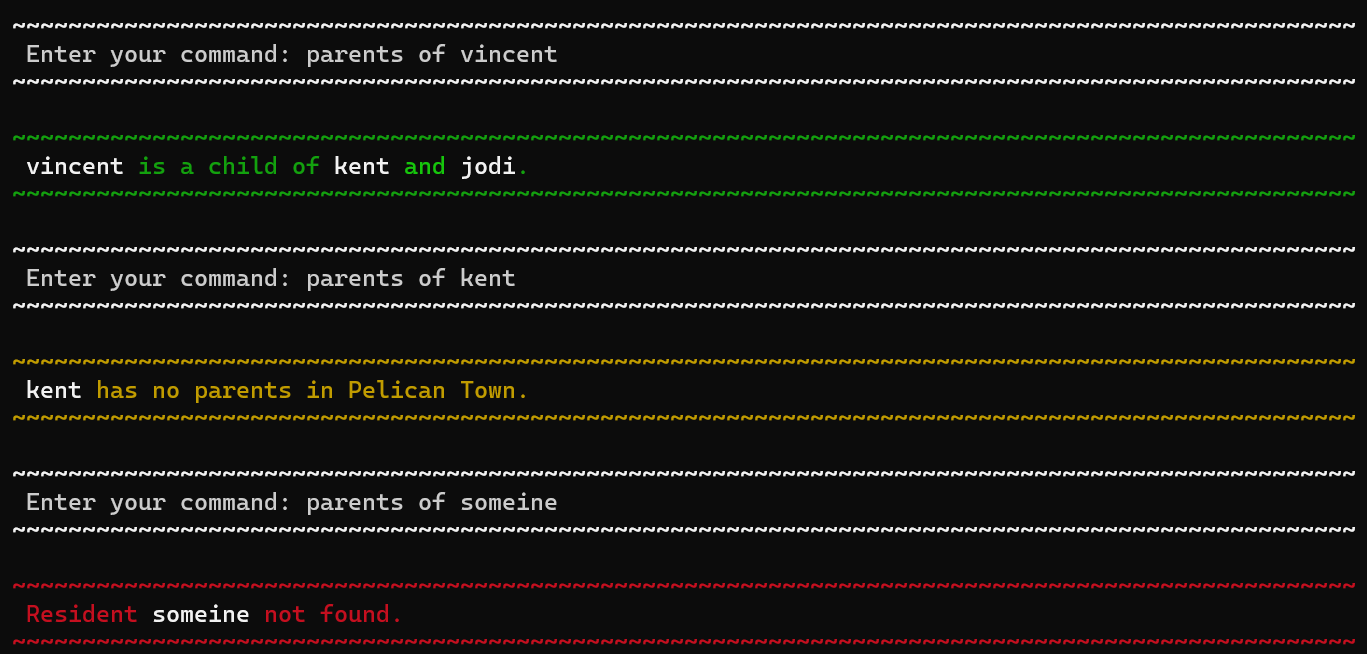 ~~~~~~~~~~~~~~~~~~~~~~~~~~~~~~~~~~~~~~~~~~~~~~~~~~~~~~~~~~~~~~~~~~~~~~~~~~~~~~~~~~~~~~~~~~~~~~~~
Enter your command: parents of vincent
~~~~~~~~~~~~~~~~~~~~~~~~~~~~~~~~~~~~~~~~~~~~~~~~~~~~~~~~~~~~~~~~~~~~~~~~~~~~~~~~~~~~~~~~~~~~~~~~
~~~~~~~~~~~~~~~~~~~~~~~~~~~~~~~~~~~~~~~~~~~~~~~~~~~~~~~~~~~~~~~~~~~~~~~~~~~~~~~~~~~~~~~~~~~~~~~~
vincent is a child of kent and jodi.
~~~~~~~~~~~~~~~~~~~~~~~~~~~~~~~~~~~~~~~~~~~~~~~~~~~~~~~~~~~~~~~~~~~~~~~~~~~~~~~~~~~~~~~~~~~~~~~~
~~~~~~~~~~~~~~~~~~~~~~~~~~~~~~~~~~~~~~~~~~~~~~~~~~~~~~~~~~~~~~~~~~~~~~~~~~~~~~~~~~~~~~~~~~~~~~~~
Enter your command: parents of kent
~~~~~~~~~~~~~~~~~~~~~~~~~~~~~~~~~~~~~~~~~~~~~~~~~~~~~~~~~~~~~~~~~~~~~~~~~~~~~~~~~~~~~~~~~~~~~~~~
~~~~~~~~~~~~~~~~~~~~~~~~~~~~~~~~~~~~~~~~~~~~~~~~~~~~~~~~~~~~~~~~~~~~~~~~~~~~~~~~~~~~~~~~~~~~~~~~
kent has no parents in Pelican Town.
~~~~~~~~~~~~~~~~~~~~~~~~~~~~~~~~~~~~~~~~~~~~~~~~~~~~~~~~~~~~~~~~~~~~~~~~~~~~~~~~~~~~~~~~~~~~~~~~
~~~~~~~~~~~~~~~~~~~~~~~~~~~~~~~~~~~~~~~~~~~~~~~~~~~~~~~~~~~~~~~~~~~~~~~~~~~~~~~~~~~~~~~~~~~~~~~~
Enter your command: parents of someine
~~~~~~~~~~~~~~~~~~~~~~~~~~~~~~~~~~~~~~~~~~~~~~~~~~~~~~~~~~~~~~~~~~~~~~~~~~~~~~~~~~~~~~~~~~~~~~~~
~~~~~~~~~~~~~~~~~~~~~~~~~~~~~~~~~~~~~~~~~~~~~~~~~~~~~~~~~~~~~~~~~~~~~~~~~~~~~~~~~~~~~~~~~~~~~~~~
Resident someine not found.
~~~~~~~~~~~~~~~~~~~~~~~~~~~~~~~~~~~~~~~~~~~~~~~~~~~~~~~~~~~~~~~~~~~~~~~~~~~~~~~~~~~~~~~~~~~~~~~~